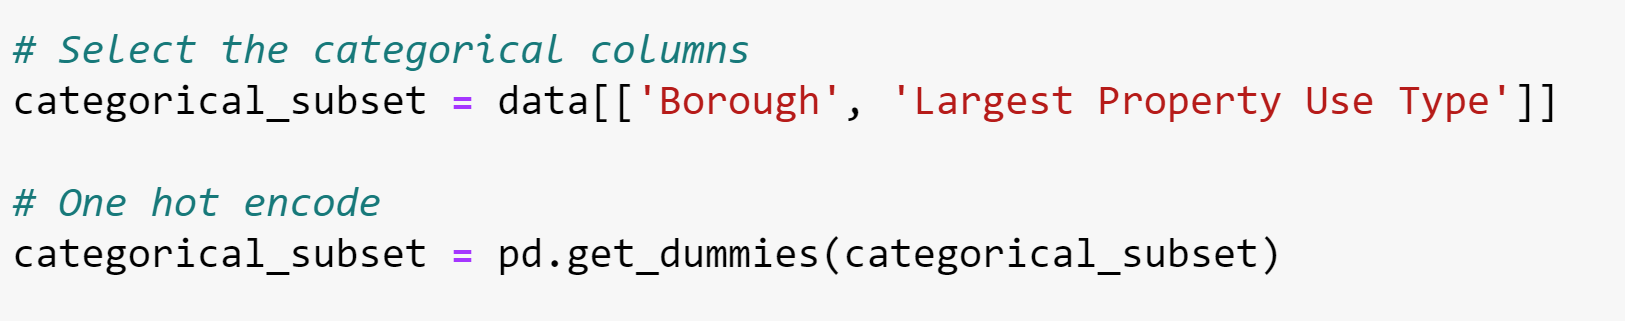 # Select the categorical columns
categorical_subset = data[['Borough', 'Largest Property Use Type']]
# One hot encode
categorical_subset = pd.get_dummies(categorical_subset)